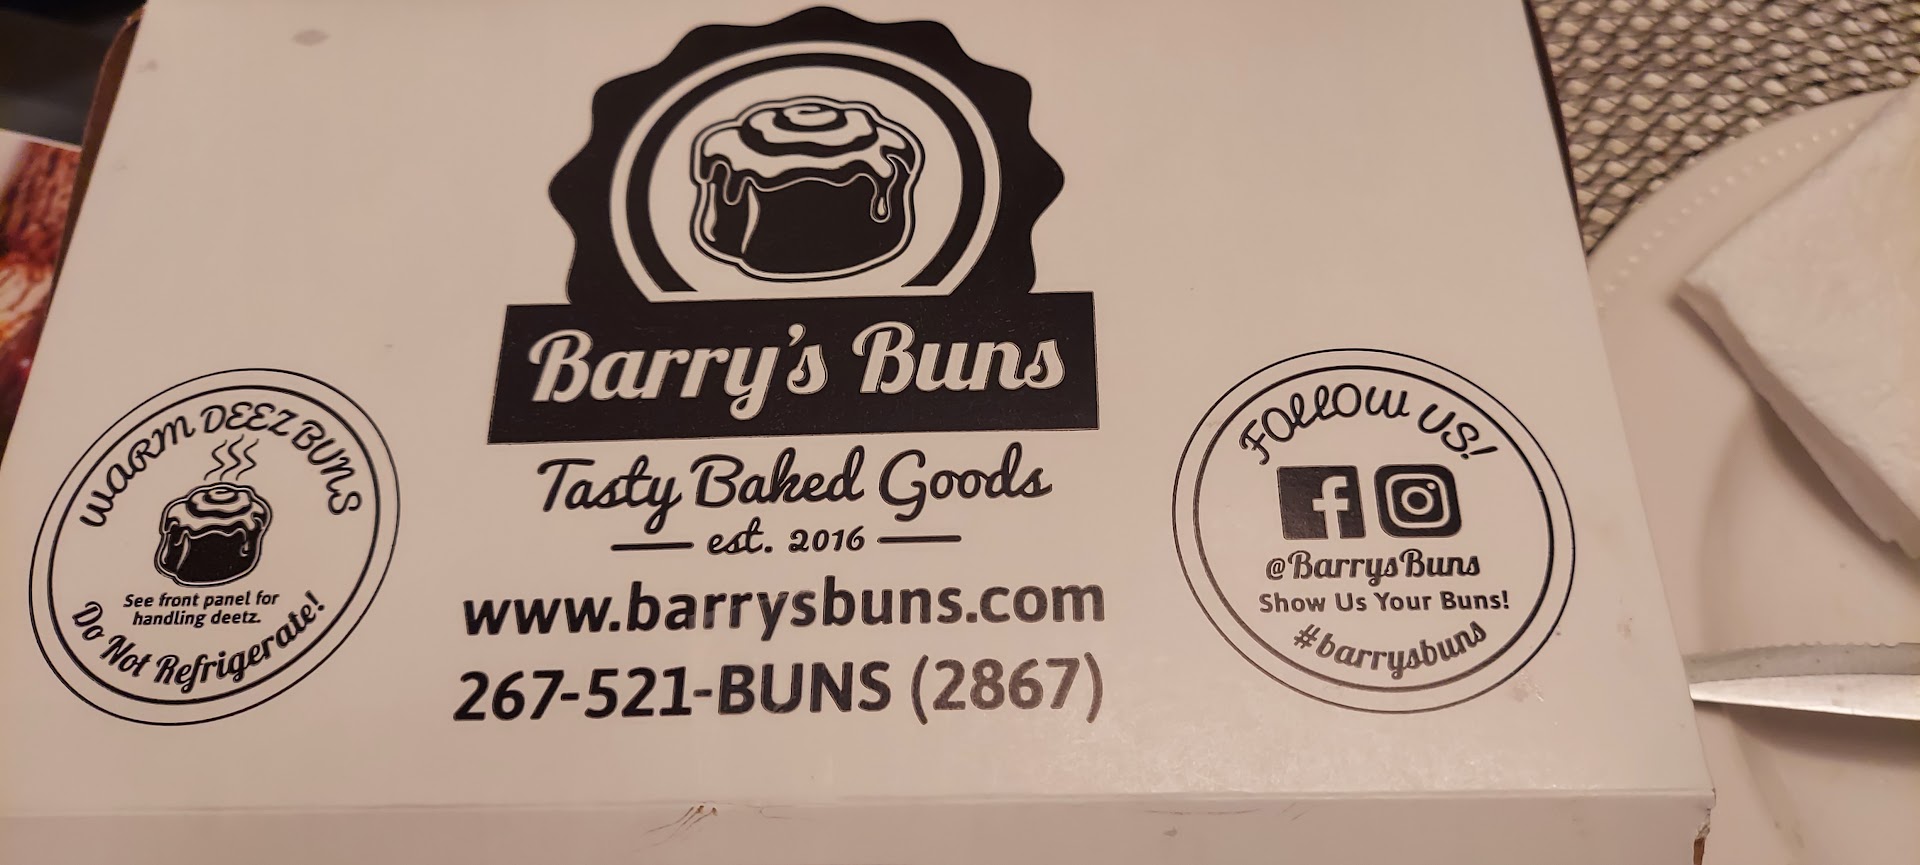 Barry's Buns
Tasty Baked Goods
est. 2016
www.barrysbuns.com
267-521-BUNS (2867)
WARM DEEZ BUNS
See front panel for
handling deetz.
Do Not Refrigerate!
FOLLOW US!
f
@BarrysBuns
Show Us Your Buns!
#barrysbuns